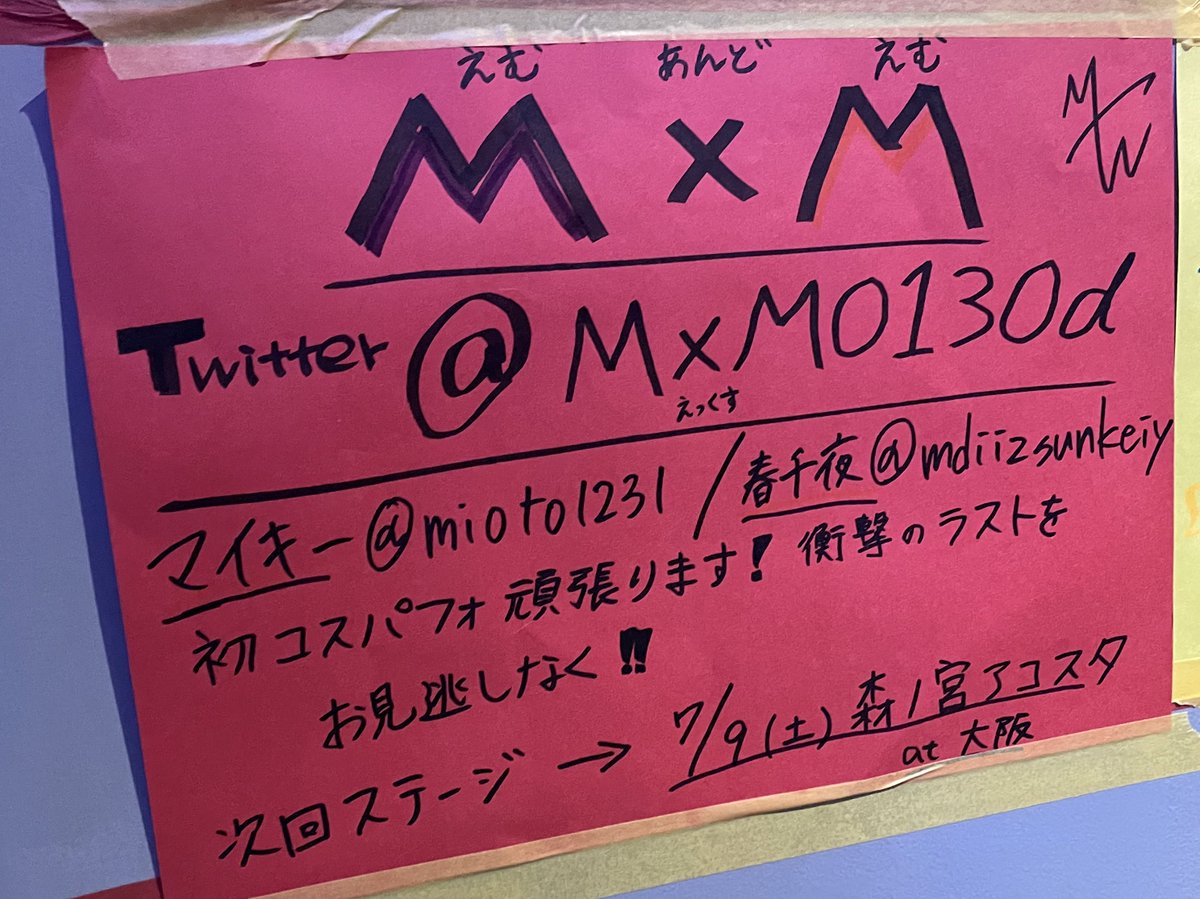 えむ あんど えむ
M×M
Twitter @MxM0130d
えっくす
マイキー@mioto1231/春千夜@mdiizsunkeiy
初コスパフォ頑張ります!衝撃のラストを
お見逃しなく!!
次回ステージ→7/9(土)森ノ宮アコスタ
at 大阪